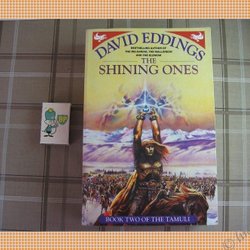 DAVID EDDINGS
BESTSELLING AUTHOR OF
THE BELGARIAD, THE MALLOREON
AND THE ELENIUM
THE
SHINING ONES
UP
BOOK TWO OF THE TAMULI